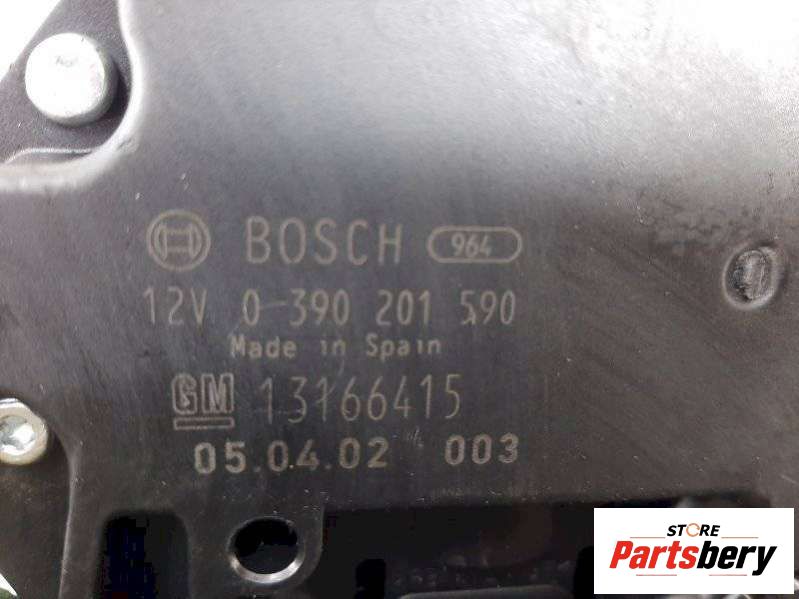 BOSCH 964
12V 0 390 201 590
Made in Spain
GM 13166415
05.04.02 003
STORE
Partsbery